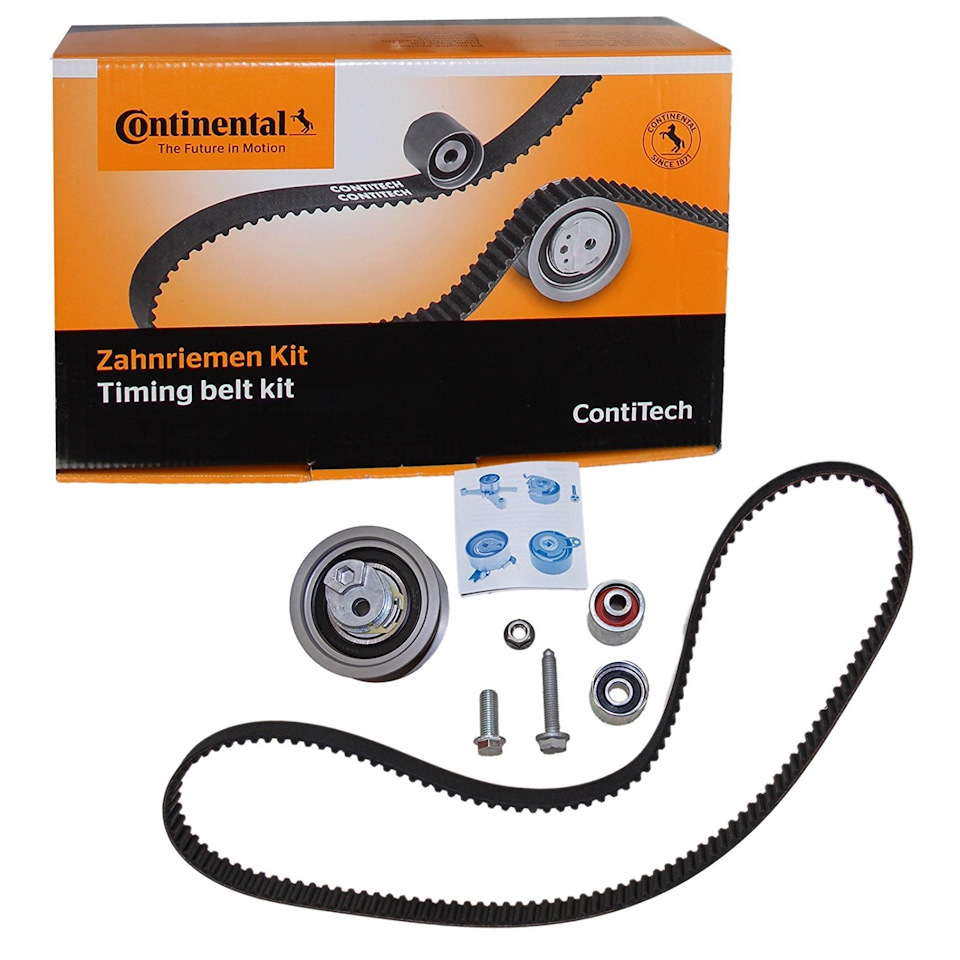 Continental
The Future in Motion
CONTITECH
CONTITECH
CONTINENTAL
SINCE 1871
Zahnriemen Kit
Timing belt kit
ContiTech